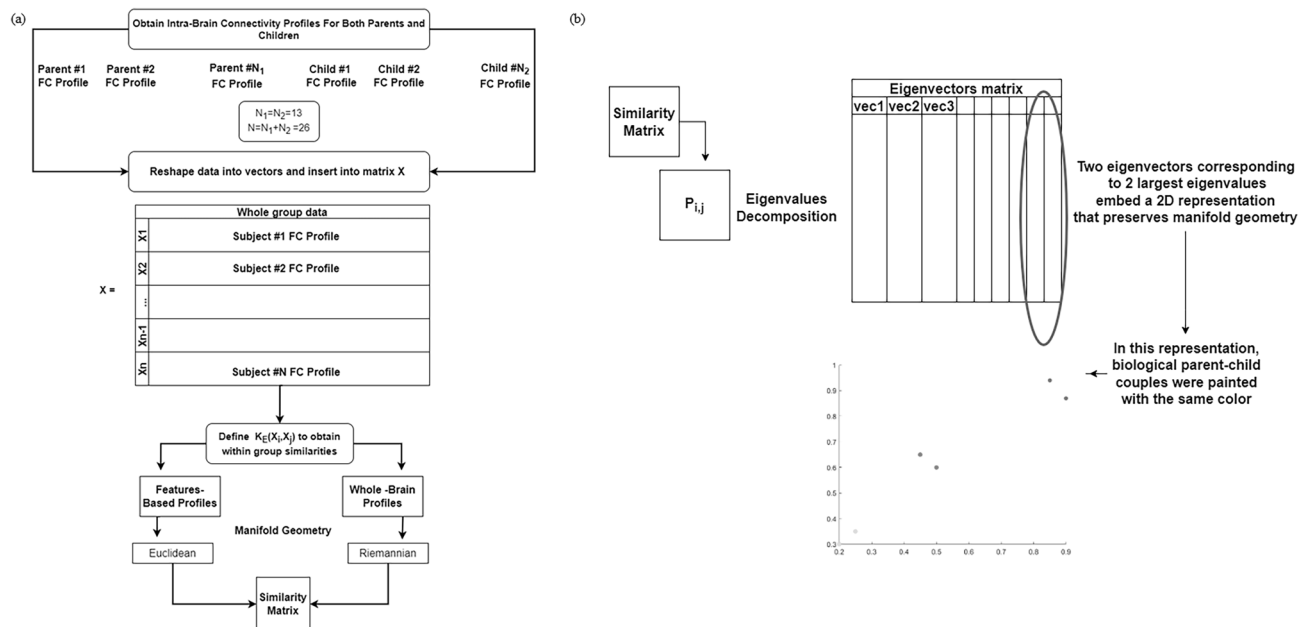 (a)
Obtain Intra-Brain Connectivity Profiles For Both Parents and
Children
Parent #1
FC Profile
Parent #2
FC Profile
Parent #N₁
FC Profile
Child #1
FC Profile
Child #2
FC Profile
Child #N₂
FC Profile
N₁=N₂=13
N=N₁+N₂ =26
Reshape data into vectors and insert into matrix X
Whole group data
X =
X1
Subject #1 FC Profile
X2
Subject #2 FC Profile
...
Xn-1
Xn
Subject #N FC Profile
Define K_E(X_i,X_j) to obtain
within group similarities
Features-
Based Profiles
Whole -Brain
Profiles
Manifold Geometry
Euclidean
Riemannian
Similarity
Matrix
(b)
Similarity
Matrix
P_i,j
Eigenvalues
Decomposition
Eigenvectors matrix
vec1 vec2 vec3
Two eigenvectors corresponding
to 2 largest eigenvalues
embed a 2D representation
that preserves manifold geometry
In this representation,
biological parent-child
couples were painted
with the same color
1
0.9
0.8
0.7
0.6
0.5
0.4
0.3
0.2 0.3 0.4 0.5 0.6 0.7 0.8 0.9